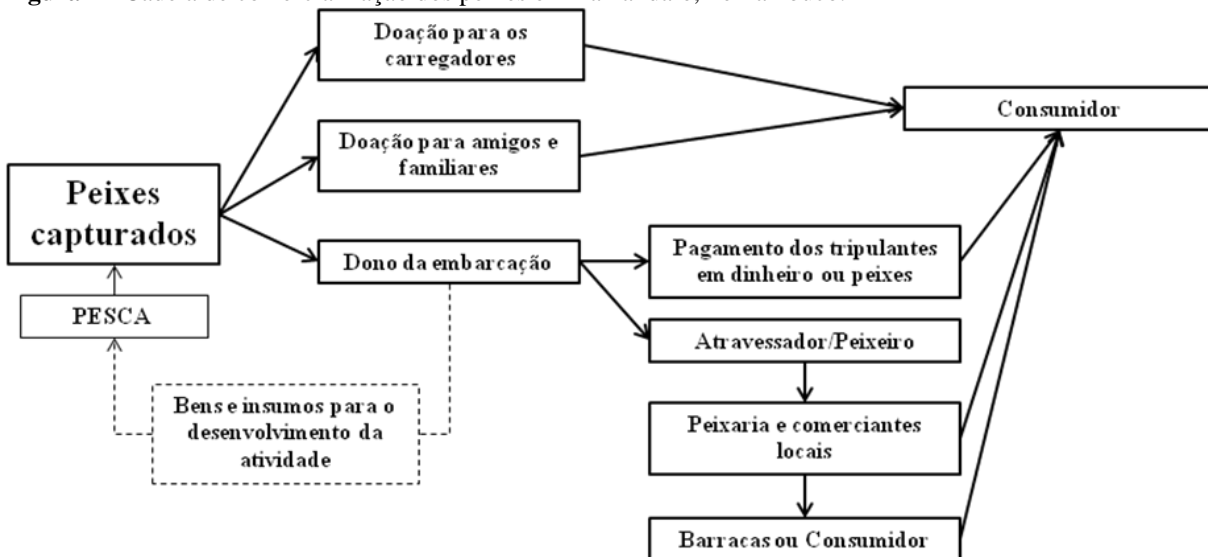 Doação para os
carregadores
Consumidor
Doação para amigos e
familiares
Peixes
capturados
Dono da embarcação
Pagamento dos tripulantes
em dinheiro ou peixes
PESCA
Atravessador/Peixeiro
Bens e insumos para o
desenvolvimento da
atividade
Peixaria e comerciantes
locais
Barracas ou Consumidor